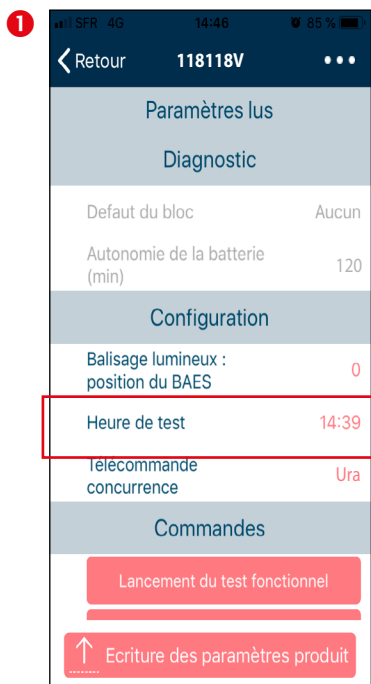 1
SFR 4G 14:46 85 %
Retour 118118V •••
Paramètres lus
Diagnostic
Defaut du bloc Aucun
Autonomie de la batterie
(min) 120
Configuration
Balisage lumineux :
position du BAES 0
Heure de test 14:39
Télécommande
concurrence Ura
Commandes
Lancement du test fonctionnel
Ecriture des paramètres produit